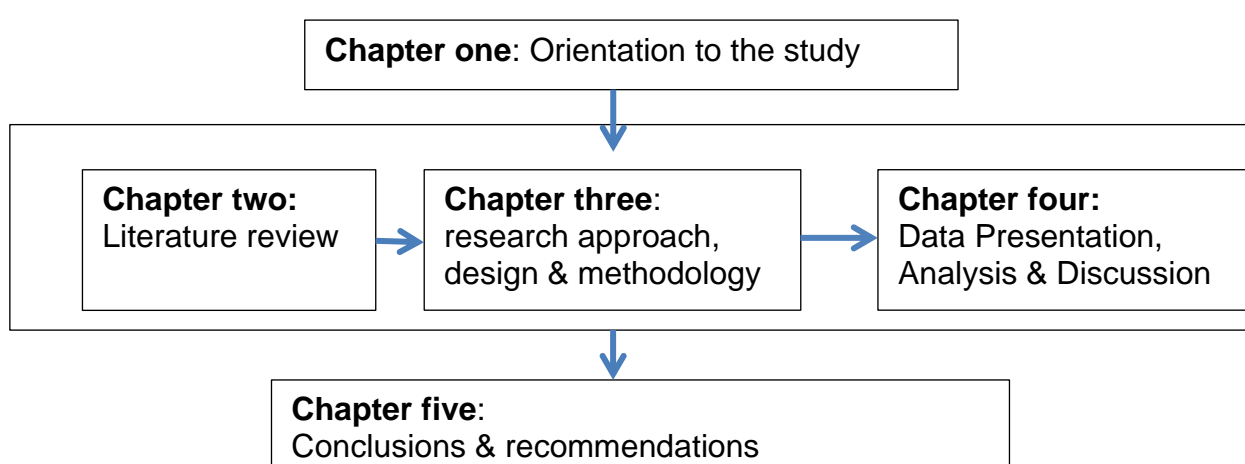 Chapter one: Orientation to the study
Chapter two:
Literature review
Chapter three:
research approach,
design & methodology
Chapter four:
Data Presentation,
Analysis & Discussion
Chapter five:
Conclusions & recommendations